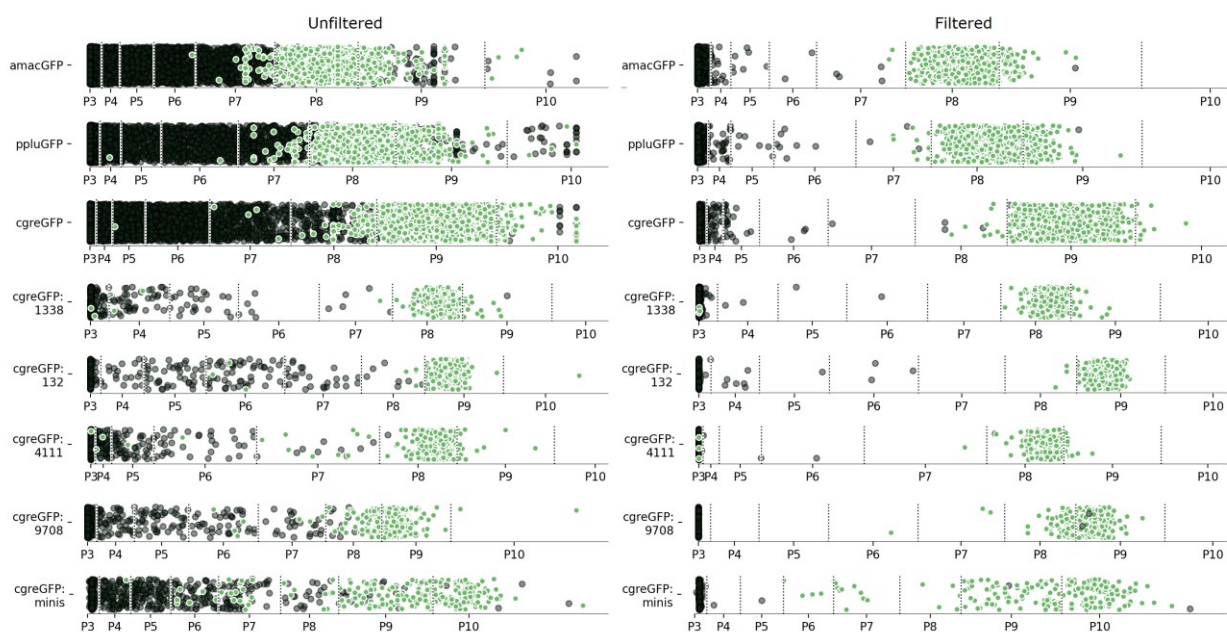 Unfiltered
amacGFP
P3 P4 P5 P6 P7 P8 P9 P10
ppluGFP
P3 P4 P5 P6 P7 P8 P9 P10
cgreGFP
P3 P4 P5 P6 P7 P8 P9 P10
cgreGFP:
1338
P3 P4 P5 P6 P7 P8 P9 P10
cgreGFP:
132
P3 P4 P5 P6 P7 P8 P9 P10
cgreGFP:
4111
P3 P4 P5 P6 P7 P8 P9 P10
cgreGFP:
9708
P3 P4 P5 P6 P7 P8 P9 P10
cgreGFP:
minis
P3 P4 P5 P6 P7 P8 P9 P10
Filtered
amacGFP
P3 P4 P5 P6 P7 P8 P9 P10
ppluGFP
P3 P4 P5 P6 P7 P8 P9 P10
cgreGFP
P3 P4 P5 P6 P7 P8 P9 P10
cgreGFP:
1338
P3 P4 P5 P6 P7 P8 P9 P10
cgreGFP:
132
P3 P4 P5 P6 P7 P8 P9 P10
cgreGFP:
4111
P3 P4 P5 P6 P7 P8 P9 P10
cgreGFP:
9708
P3 P4 P5 P6 P7 P8 P9 P10
cgreGFP:
minis
P3 P4 P5 P6 P7 P8 P9 P10